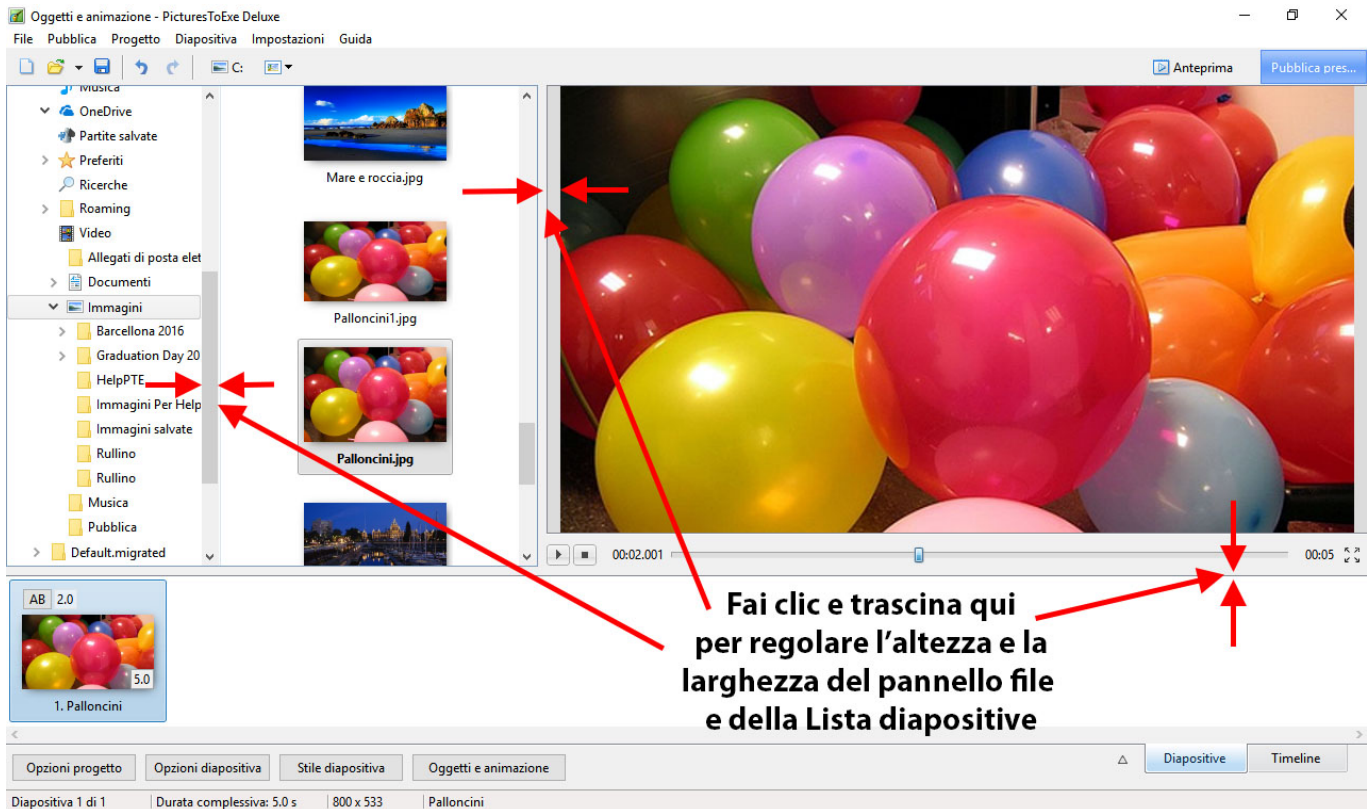 Oggetti e animazione - PicturesToExe Deluxe
File Pubblica Progetto Diapositiva Impostazioni Guida
C:
Anteprima
Pubblica pres...
Musica
OneDrive
Partite salvate
Preferiti
Ricerche
Roaming
Video
Allegati di posta elet
Documenti
Immagini
Barcellona 2016
Graduation Day 20
HelpPTE
Immagini Per Help
Immagini salvate
Rullino
Rullino
Musica
Pubblica
Default.migrated
Mare e roccia.jpg
Palloncini1.jpg
Palloncini.jpg
00:02.001
00:05
AB 2.0
5.0
1. Palloncini
Fai clic e trascina qui
per regolare l'altezza e la
larghezza del pannello file
e della Lista diapositive
Opzioni progetto Opzioni diapositiva Stile diapositiva Oggetti e animazione
Diapositive Timeline
Diapositiva 1 di 1 Durata complessiva: 5.0 s 800 x 533 Palloncini